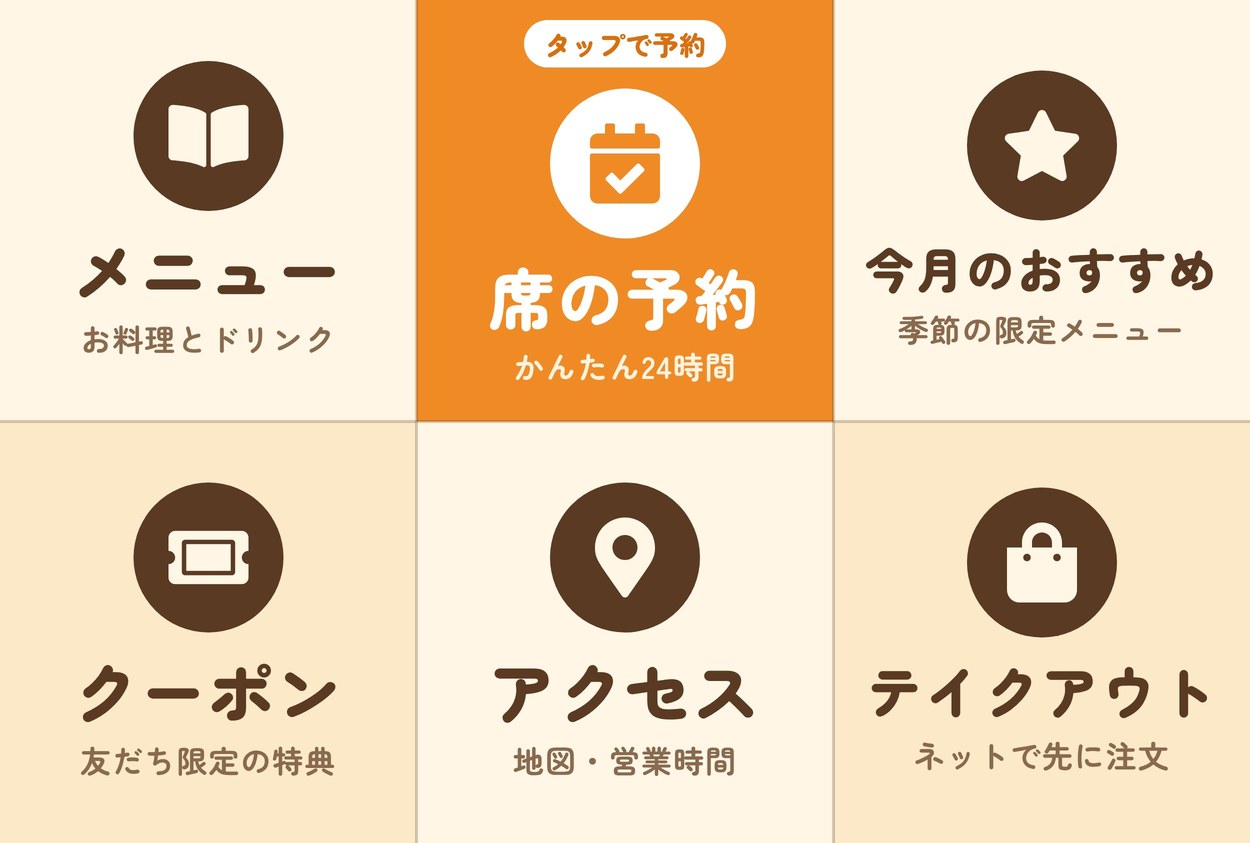 メニュー
お料理とドリンク
タップで予約
席の予約
かんたん24時間
今月のおすすめ
季節の限定メニュー
クーポン
友だち限定の特典
アクセス
地図・営業時間
テイクアウト
ネットで先に注文